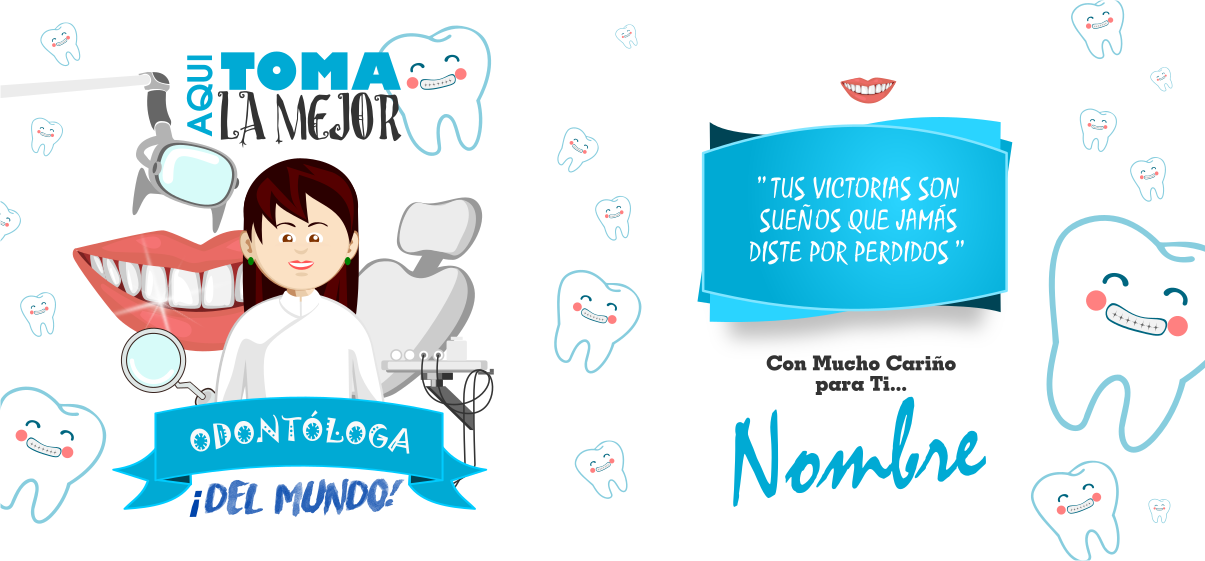 AQUI
TOMA
LA MEJOR
ODONTÓLOGA
¡DEL MUNDO!
" TUS VICTORIAS SON
SUEÑOS QUE JAMÁS
DISTE POR PERDIDOS "
Con Mucho Cariño
para Ti...
Nombre